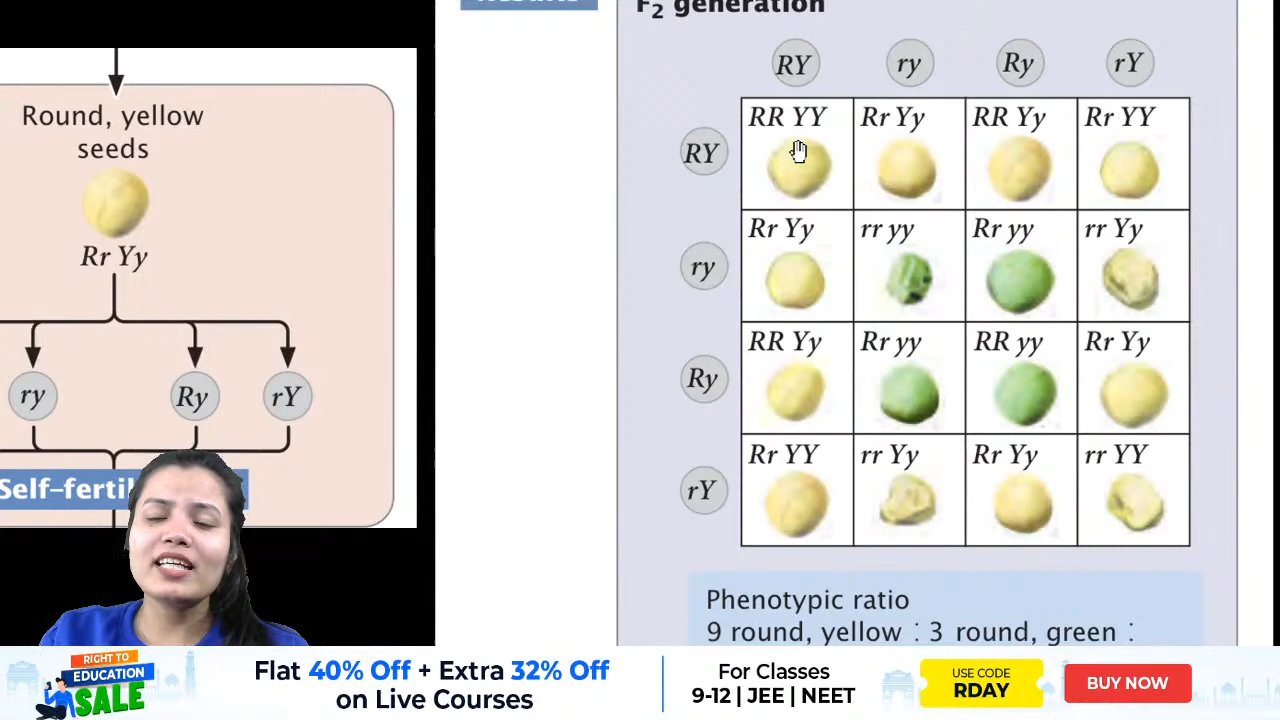 F2 generation
Round, yellow
seeds
Rr Yy
ry
Ry
rY
Self-fertil
RY
ry
Ry
rY
RY
RR YY
Rr Yy
RR Yy
Rr YY
ry
Rr Yy
rr yy
Rr yy
rr Yy
Ry
RR Yy
Rr yy
RR yy
Rr Yy
rY
Rr YY
rr Yy
Rr Yy
rr YY
Phenotypic ratio
9 round, yellow : 3 round, green :
RIGHT TO
EDUCATION
SALE
Flat 40% Off + Extra 32% Off
on Live Courses
For Classes
9-12 | JEE | NEET
USE CODE
RDAY
BUY NOW